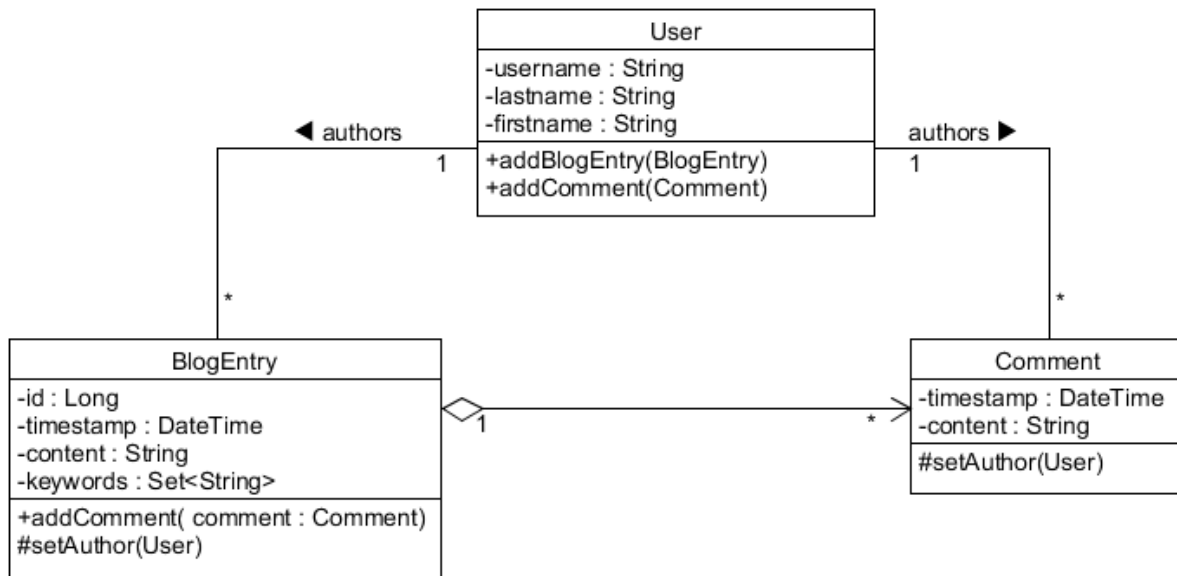 User
-username : String
-lastname : String
-firstname : String
+addBlogEntry(BlogEntry)
+addComment(Comment)
◀ authors
1
authors ▶
1
*
*
BlogEntry
-id : Long
-timestamp : DateTime
-content : String
-keywords : Set<String>
+addComment( comment : Comment)
#setAuthor(User)
1
*
Comment
-timestamp : DateTime
-content : String
#setAuthor(User)